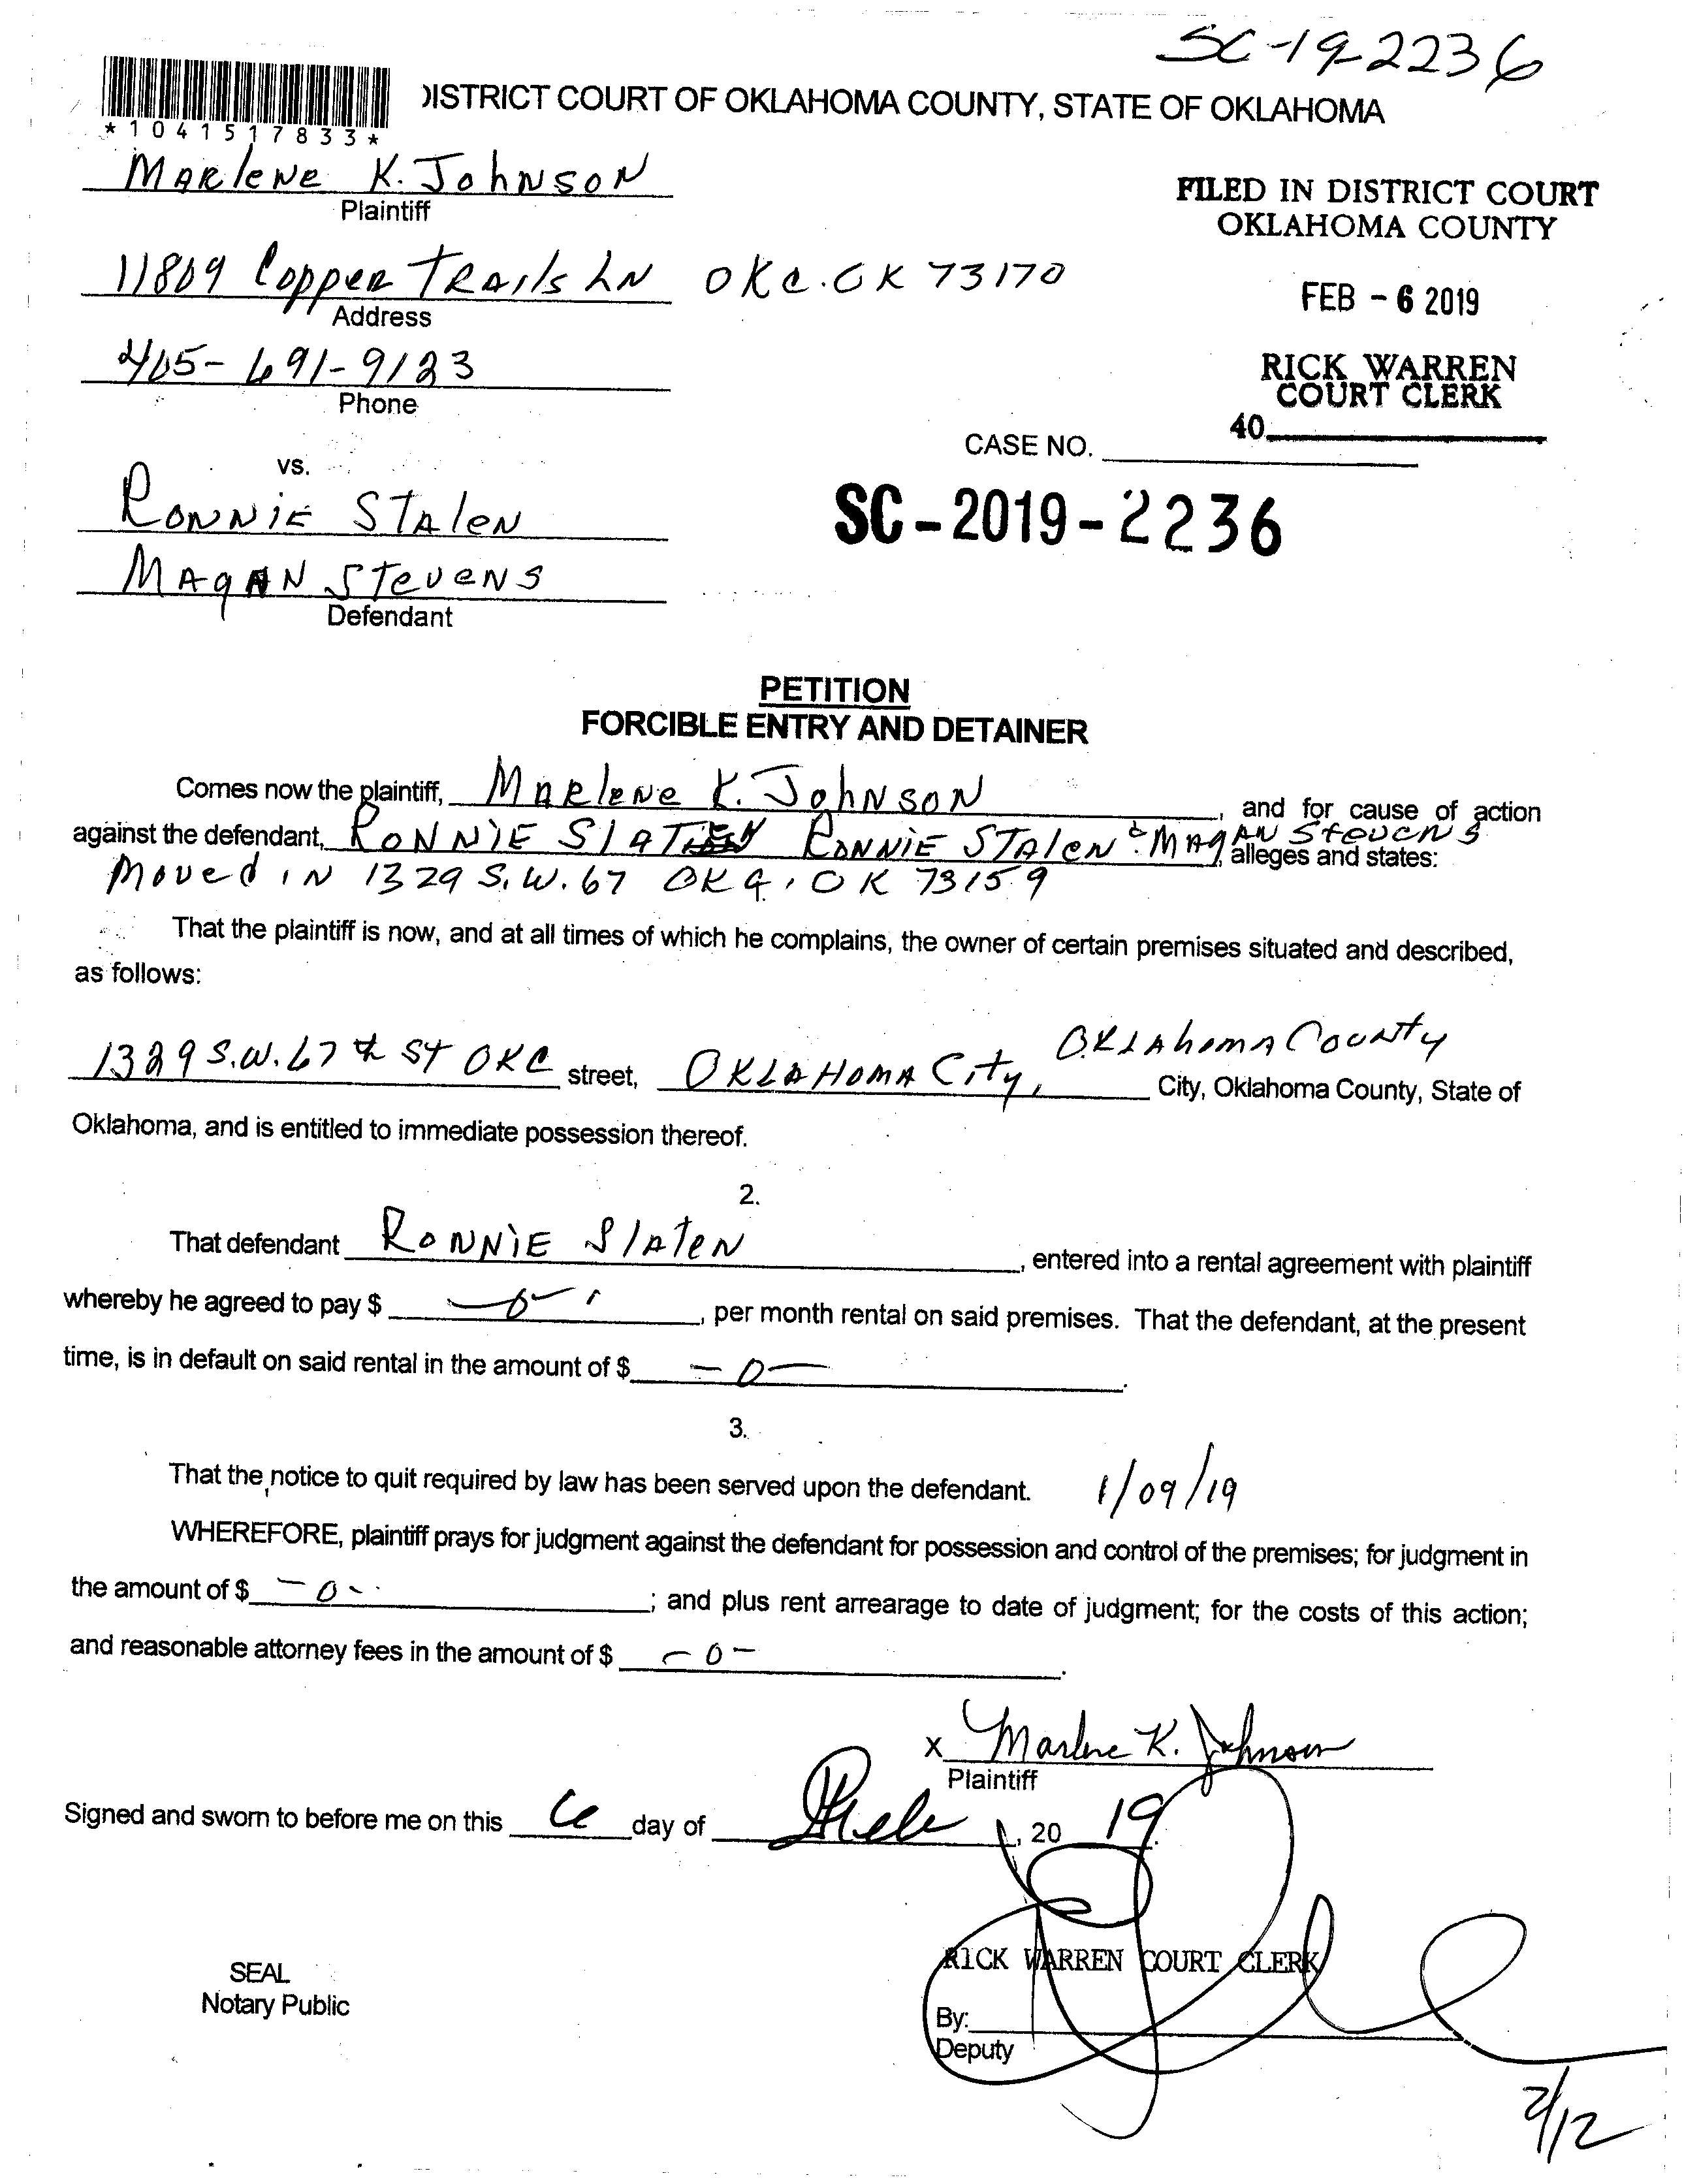 SC-19-2236
*1041517833*
DISTRICT COURT OF OKLAHOMA COUNTY, STATE OF OKLAHOMA
MARleNe K. JohNSON
Plaintiff
FILED IN DISTRICT COURT
OKLAHOMA COUNTY
11809 Copper TRAils LN OKC. OK 73170
Address
FEB - 6 2019
405-691-9123
Phone
RICK WARREN
COURT CLERK
40
CASE NO.
vs.
RONNiE STAleN
SC-2019-2236
MAgAN STeveNS
Defendant
PETITION
FORCIBLE ENTRY AND DETAINER
Comes now the plaintiff, MARleNe K. JohNSON, and for cause of action
against the defendant, RONNiE RONNiE STAleN & MAgAN SteveNS alleges and states:
Moved iN 1329 S.W. 67 OKC, OK 73159
That the plaintiff is now, and at all times of which he complains, the owner of certain premises situated and described,
as follows:
1329 S.W. 67th ST OKC street, OKLAHOMA City, OKLAhomA CouNty City, Oklahoma County, State of
Oklahoma, and is entitled to immediate possession thereof.
2.
That defendant RONNiE SlATeN, entered into a rental agreement with plaintiff
whereby he agreed to pay $ -0-, per month rental on said premises. That the defendant, at the present
time, is in default on said rental in the amount of $ -0-.
3.
That the notice to quit required by law has been served upon the defendant. 1/09/19
WHEREFORE, plaintiff prays for judgment against the defendant for possession and control of the premises; for judgment in
the amount of $ -0-; and plus rent arrearage to date of judgment; for the costs of this action;
and reasonable attorney fees in the amount of $ -0-.
x Marlene K. Johnson
Plaintiff
Signed and sworn to before me on this 6 day of Feb, 2019.
RICK WARREN COURT CLERK
SEAL
Notary Public
By:
Deputy
2/12